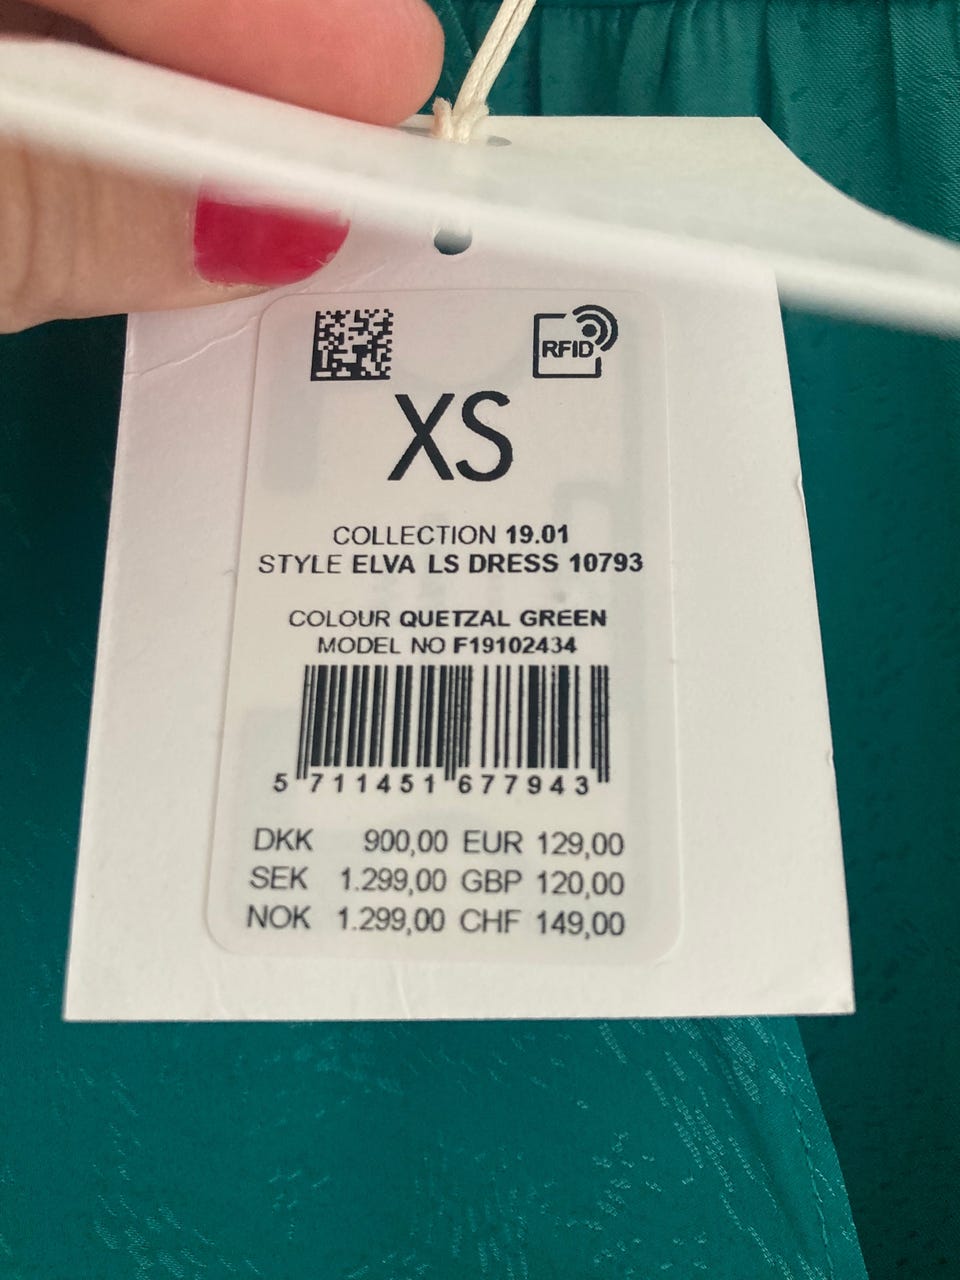 RFID
XS
COLLECTION 19.01
STYLE ELVA LS DRESS 10793
COLOUR QUETZAL GREEN
MODEL NO F19102434
5 711451 677943
DKK 900,00 EUR 129,00
SEK 1.299,00 GBP 120,00
NOK 1.299,00 CHF 149,00